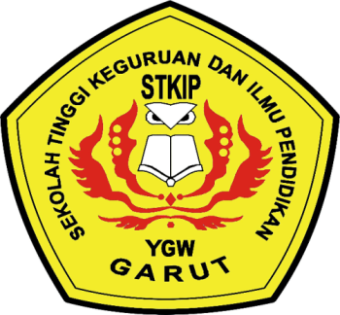 SEKOLAH TINGGI KEGURUAN DAN ILMU PENDIDIKAN
STKIP
YGW
GARUT